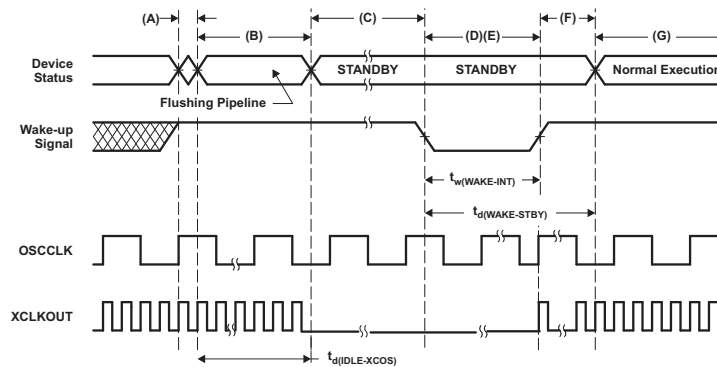 (A)
(B)
(C)
(D)(E)
(F)
(G)
Device
Status
STANDBY
STANDBY
Normal Execution
Flushing Pipeline
Wake-up
Signal
tw(WAKE-INT)
td(WAKE-STBY)
OSCCLK
XCLKOUT
td(IDLE-XCOS)